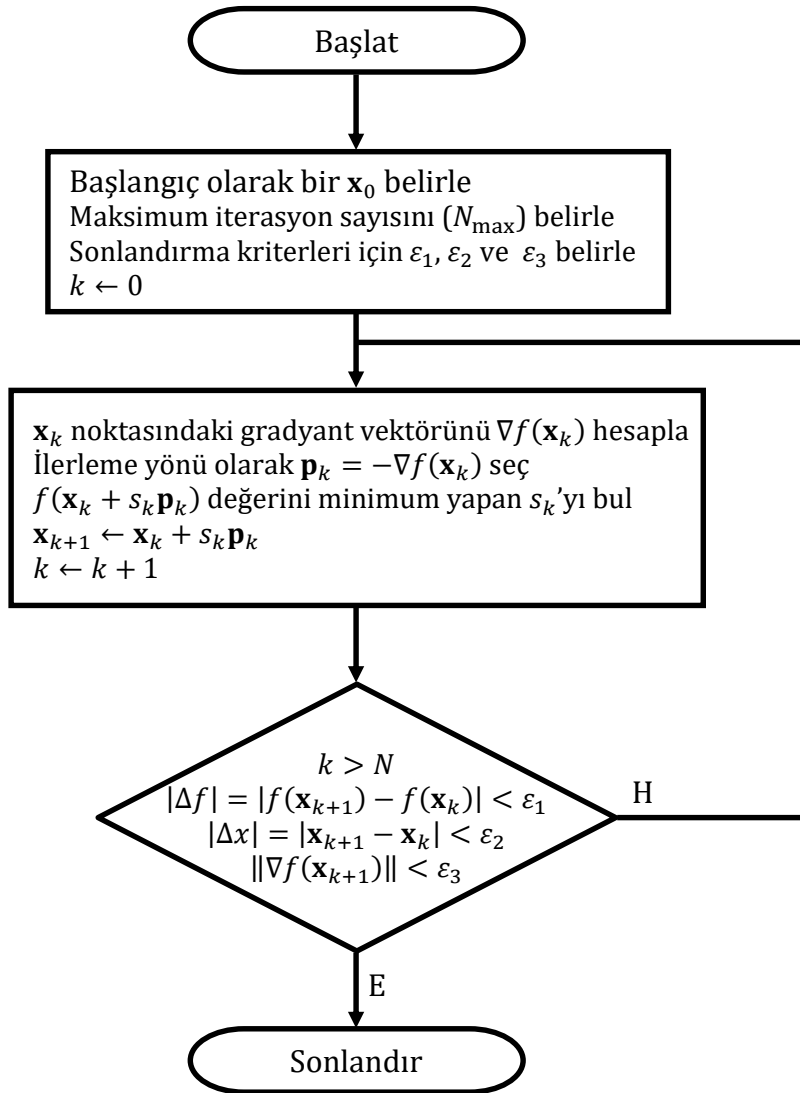 Başlat
Başlangıç olarak bir x₀ belirle
Maksimum iterasyon sayısını (N_max) belirle
Sonlandırma kriterleri için ε₁, ε₂ ve ε₃ belirle
k ← 0
x_k noktasındaki gradyant vektörünü ∇f(x_k) hesapla
İlerleme yönü olarak p_k = −∇f(x_k) seç
f(x_k + s_k p_k) değerini minimum yapan s_k’yı bul
x_{k+1} ← x_k + s_k p_k
k ← k + 1
k > N
|Δf| = |f(x_{k+1}) − f(x_k)| < ε₁
|Δx| = |x_{k+1} − x_k| < ε₂
‖∇f(x_{k+1})‖ < ε₃
H
E
Sonlandır